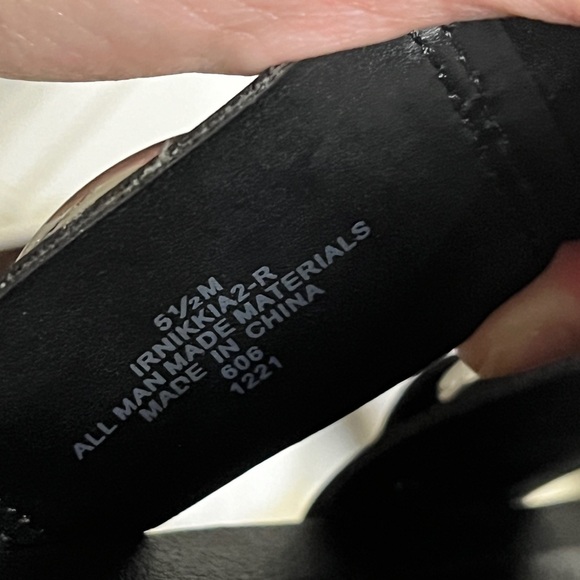 5½M
IRNIKKIA2-R
ALL MAN MADE MATERIALS
MADE IN CHINA
606
1221